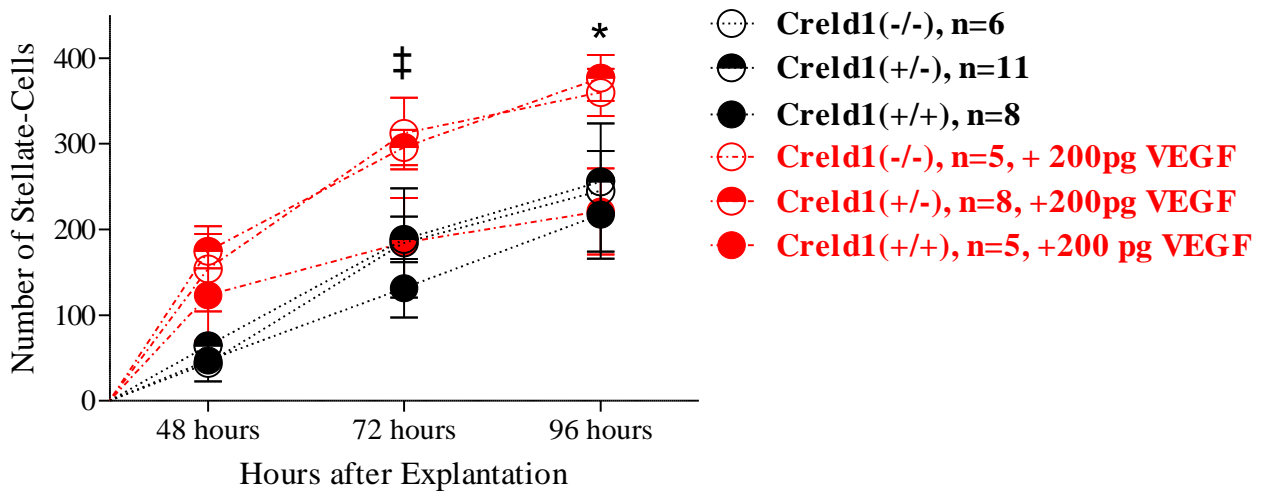 Number of Stellate-Cells
400
300
200
100
0
‡
*
48 hours
72 hours
96 hours
Hours after Explantation
Creld1(-/-), n=6
Creld1(+/-), n=11
Creld1(+/+), n=8
Creld1(-/-), n=5, + 200pg VEGF
Creld1(+/-), n=8, +200pg VEGF
Creld1(+/+), n=5, +200 pg VEGF